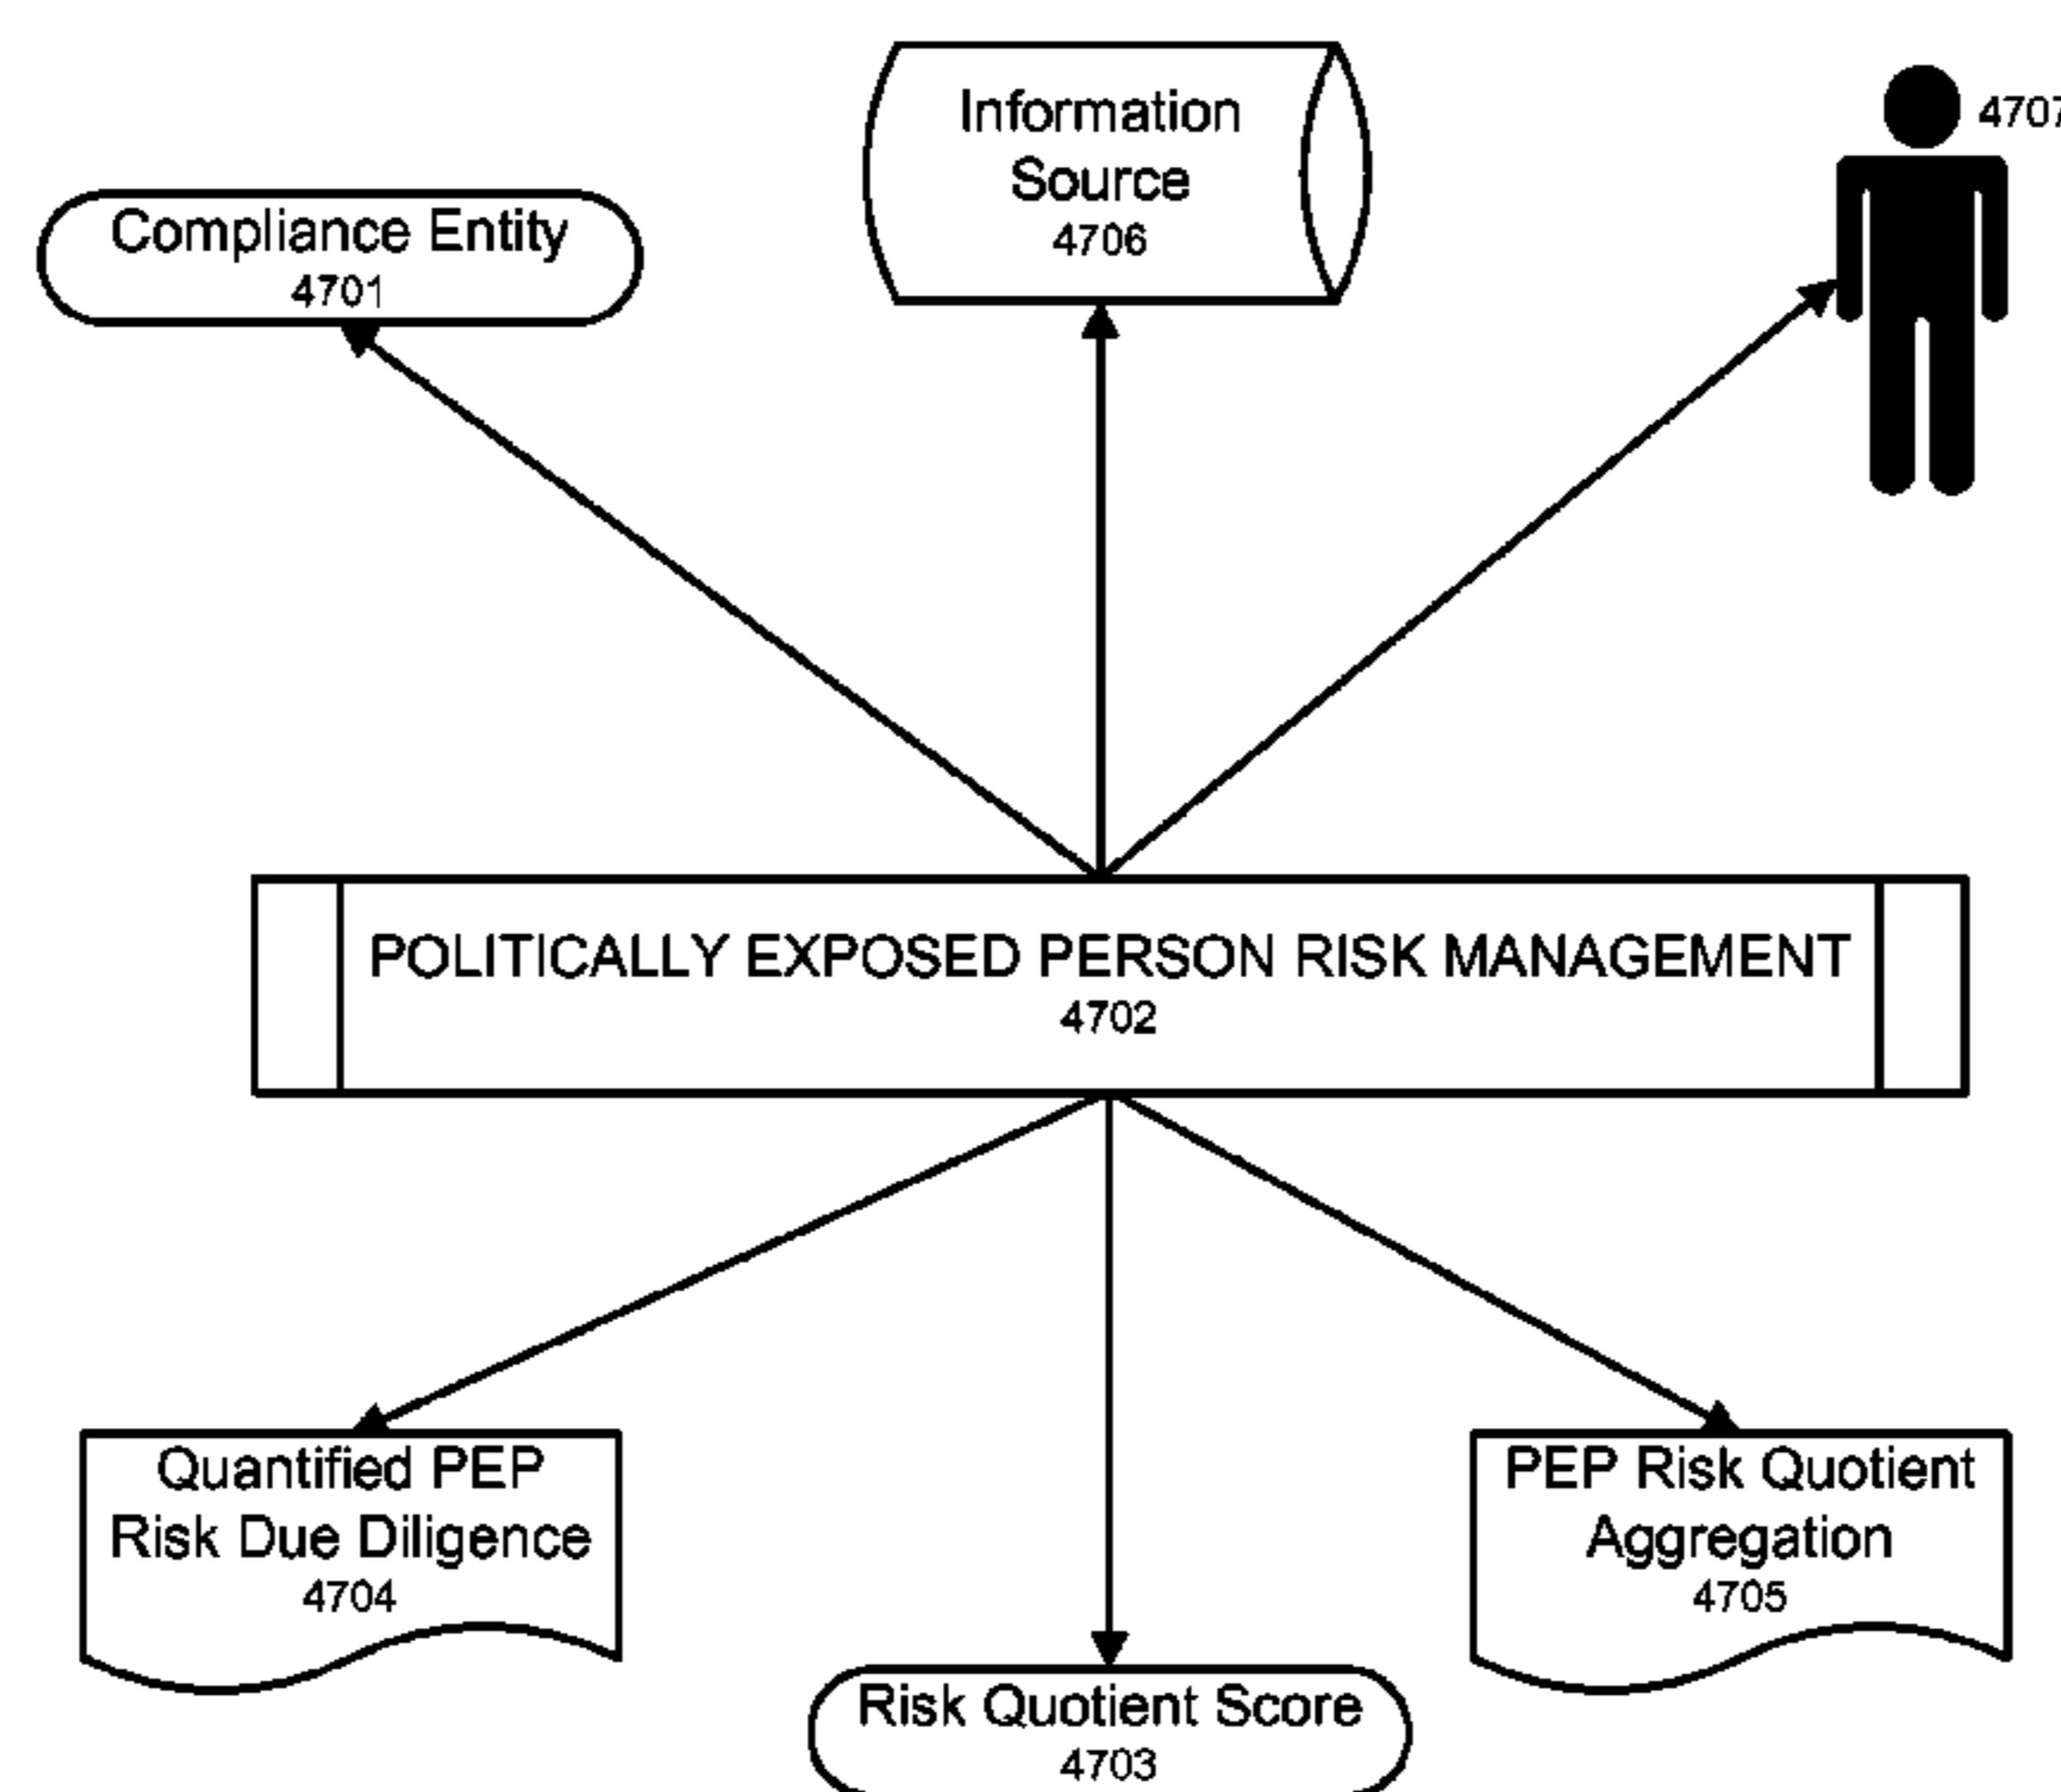 Information
Source
4706
4707
Compliance Entity
4701
POLITICALLY EXPOSED PERSON RISK MANAGEMENT
4702
Quantified PEP
Risk Due Diligence
4704
PEP Risk Quotient
Aggregation
4705
Risk Quotient Score
4703